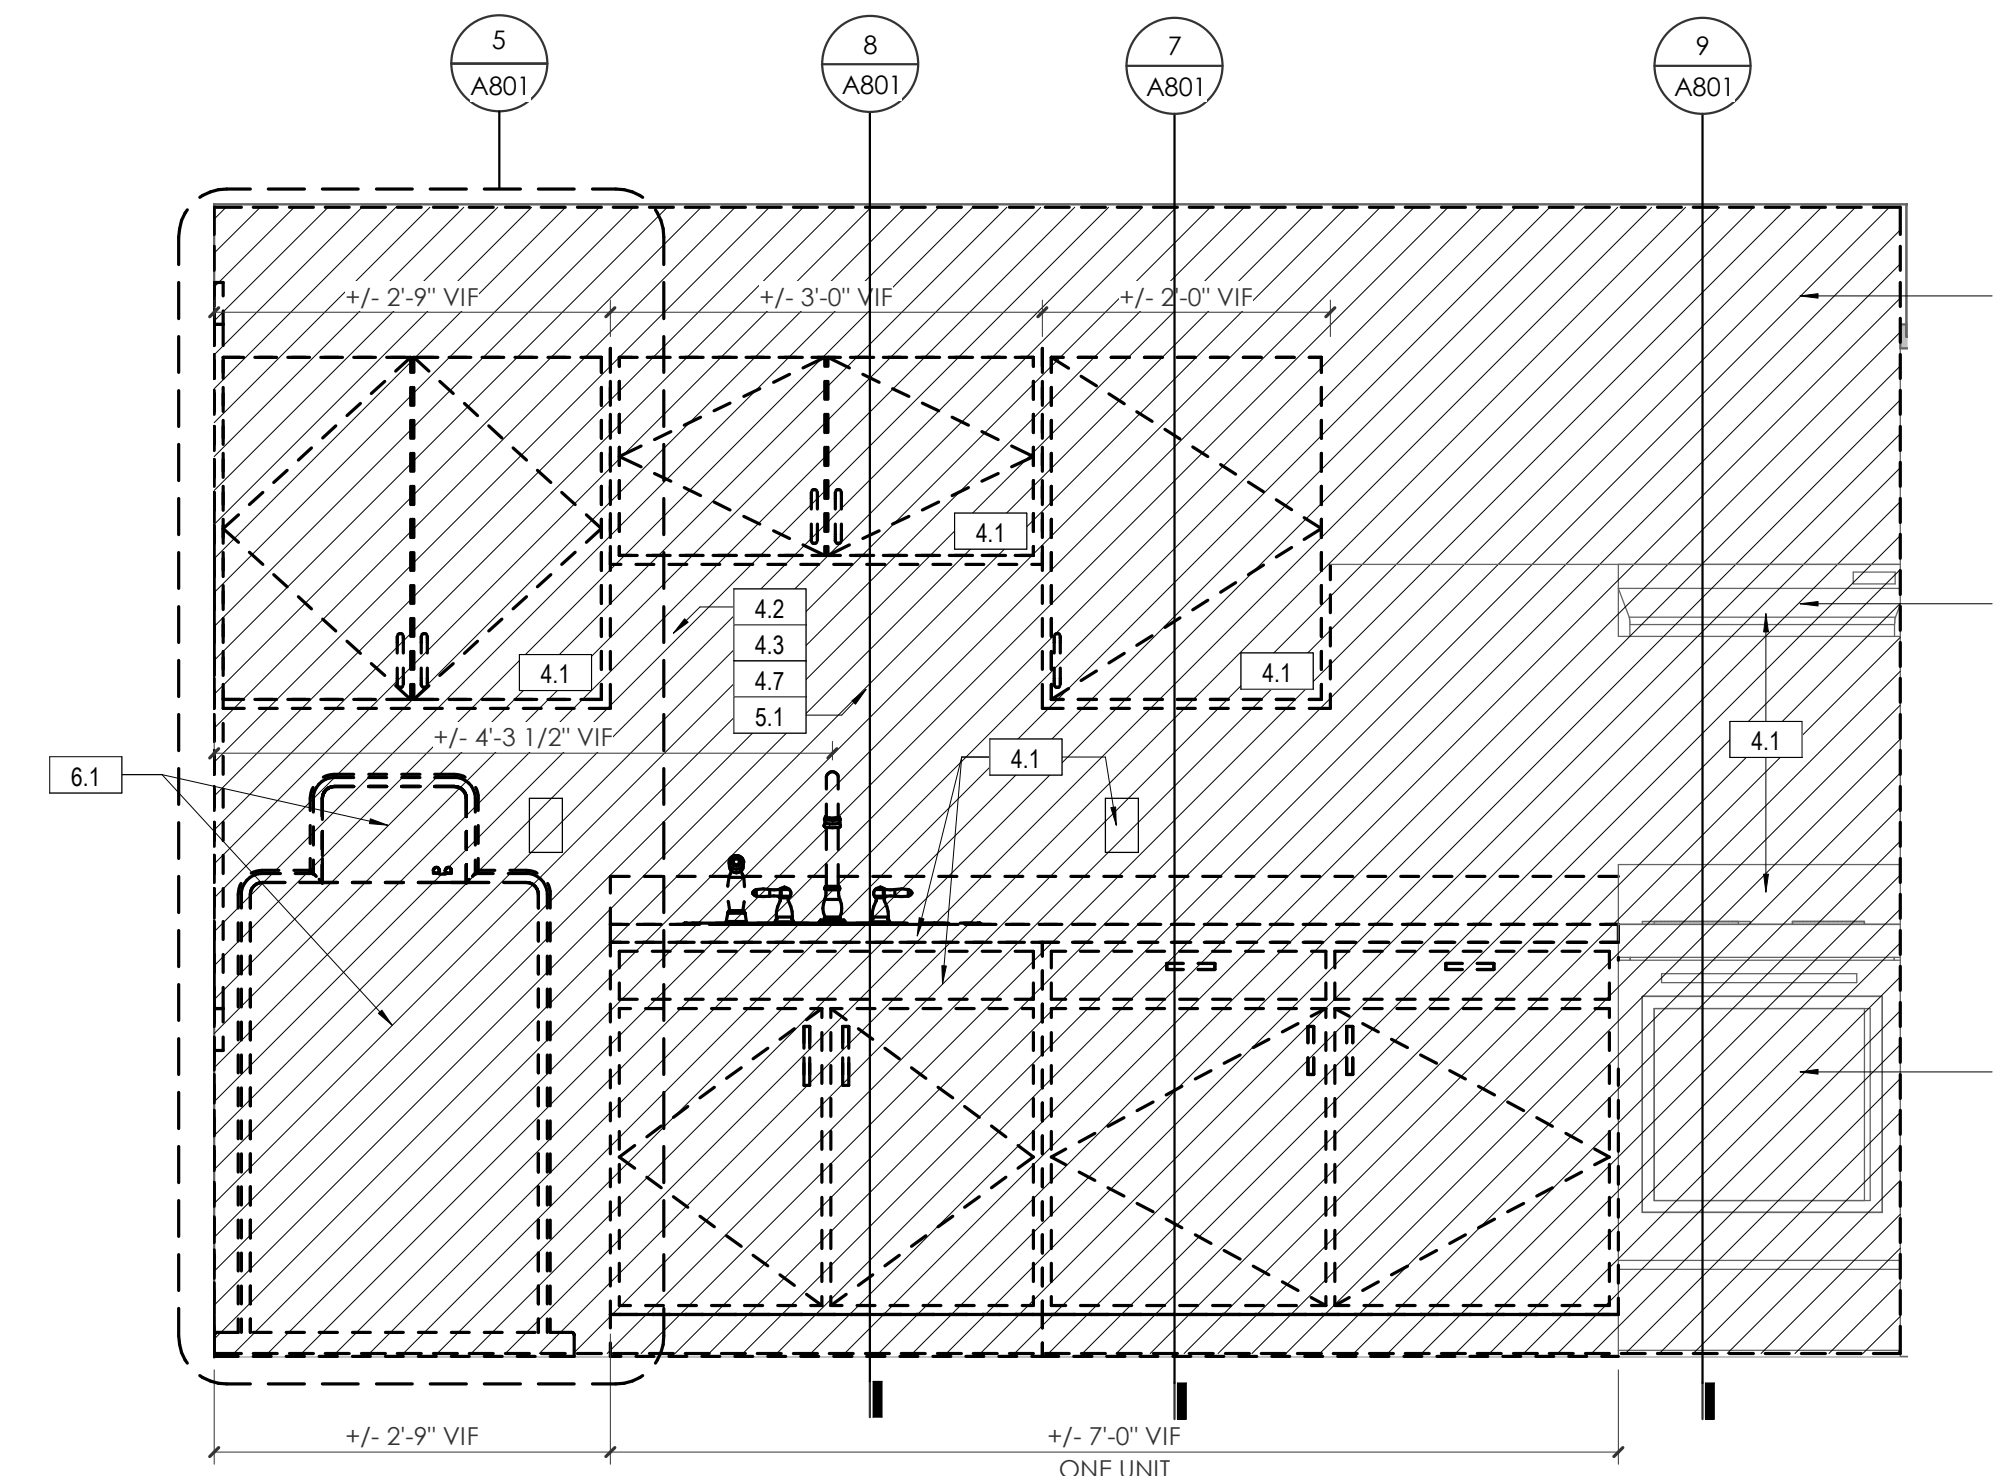 5
A801
8
A801
7
A801
9
A801
+/- 2'-9" VIF
+/- 3'-0" VIF
+/- 2'-0" VIF
4.1
4.2
4.3
4.7
5.1
4.1
4.1
+/- 4'-3 1/2" VIF
4.1
4.1
6.1
+/- 2'-9" VIF
+/- 7'-0" VIF
ONE UNIT